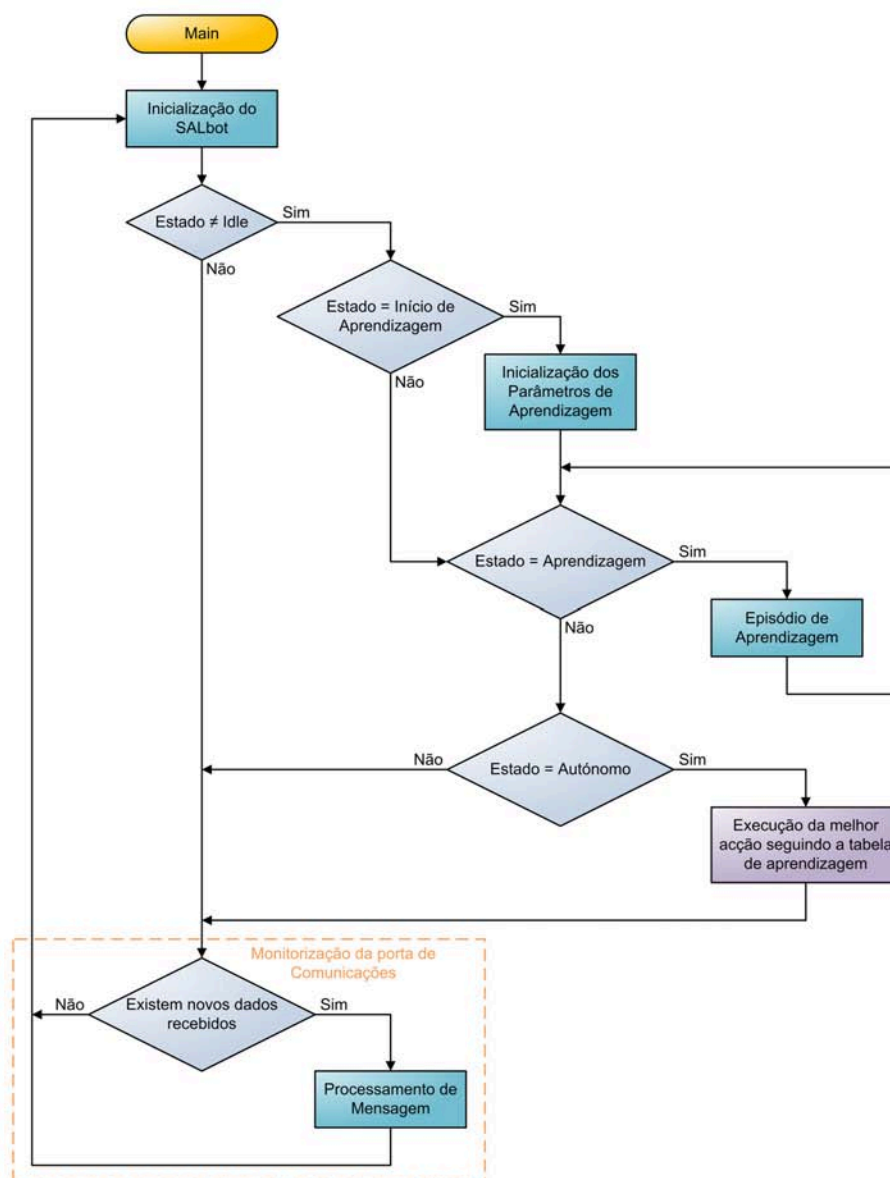 Main
Inicialização do
SALbot
Estado ≠ Idle
Sim
Não
Estado = Início de
Aprendizagem
Sim
Não
Inicialização dos
Parâmetros de
Aprendizagem
Estado = Aprendizagem
Sim
Não
Episódio de
Aprendizagem
Não
Estado = Autónomo
Sim
Execução da melhor
acção seguindo a tabela
de aprendizagem
Monitorização da porta de
Comunicações
Não
Existem novos dados
recebidos
Sim
Processamento de
Mensagem